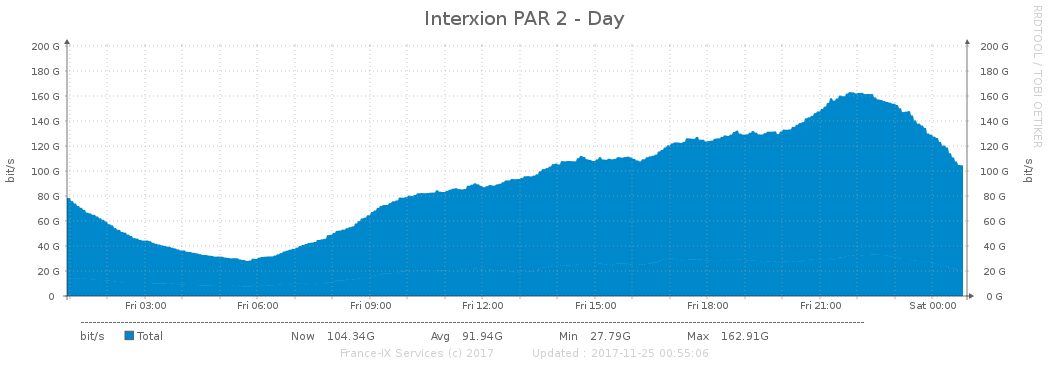 Interxion PAR 2 - Day
RRDTOOL / TOBI OETIKER
bit/s
200 G
180 G
160 G
140 G
120 G
100 G
80 G
60 G
40 G
20 G
0
200 G
180 G
160 G
140 G
120 G
100 G
80 G
60 G
40 G
20 G
0 G
bit/s
Fri 03:00 Fri 06:00 Fri 09:00 Fri 12:00 Fri 15:00 Fri 18:00 Fri 21:00 Sat 00:00
bit/s Total Now 104.34G Avg 91.94G Min 27.79G Max 162.91G
France-IX Services (c) 2017 Updated : 2017-11-25 00:55:06